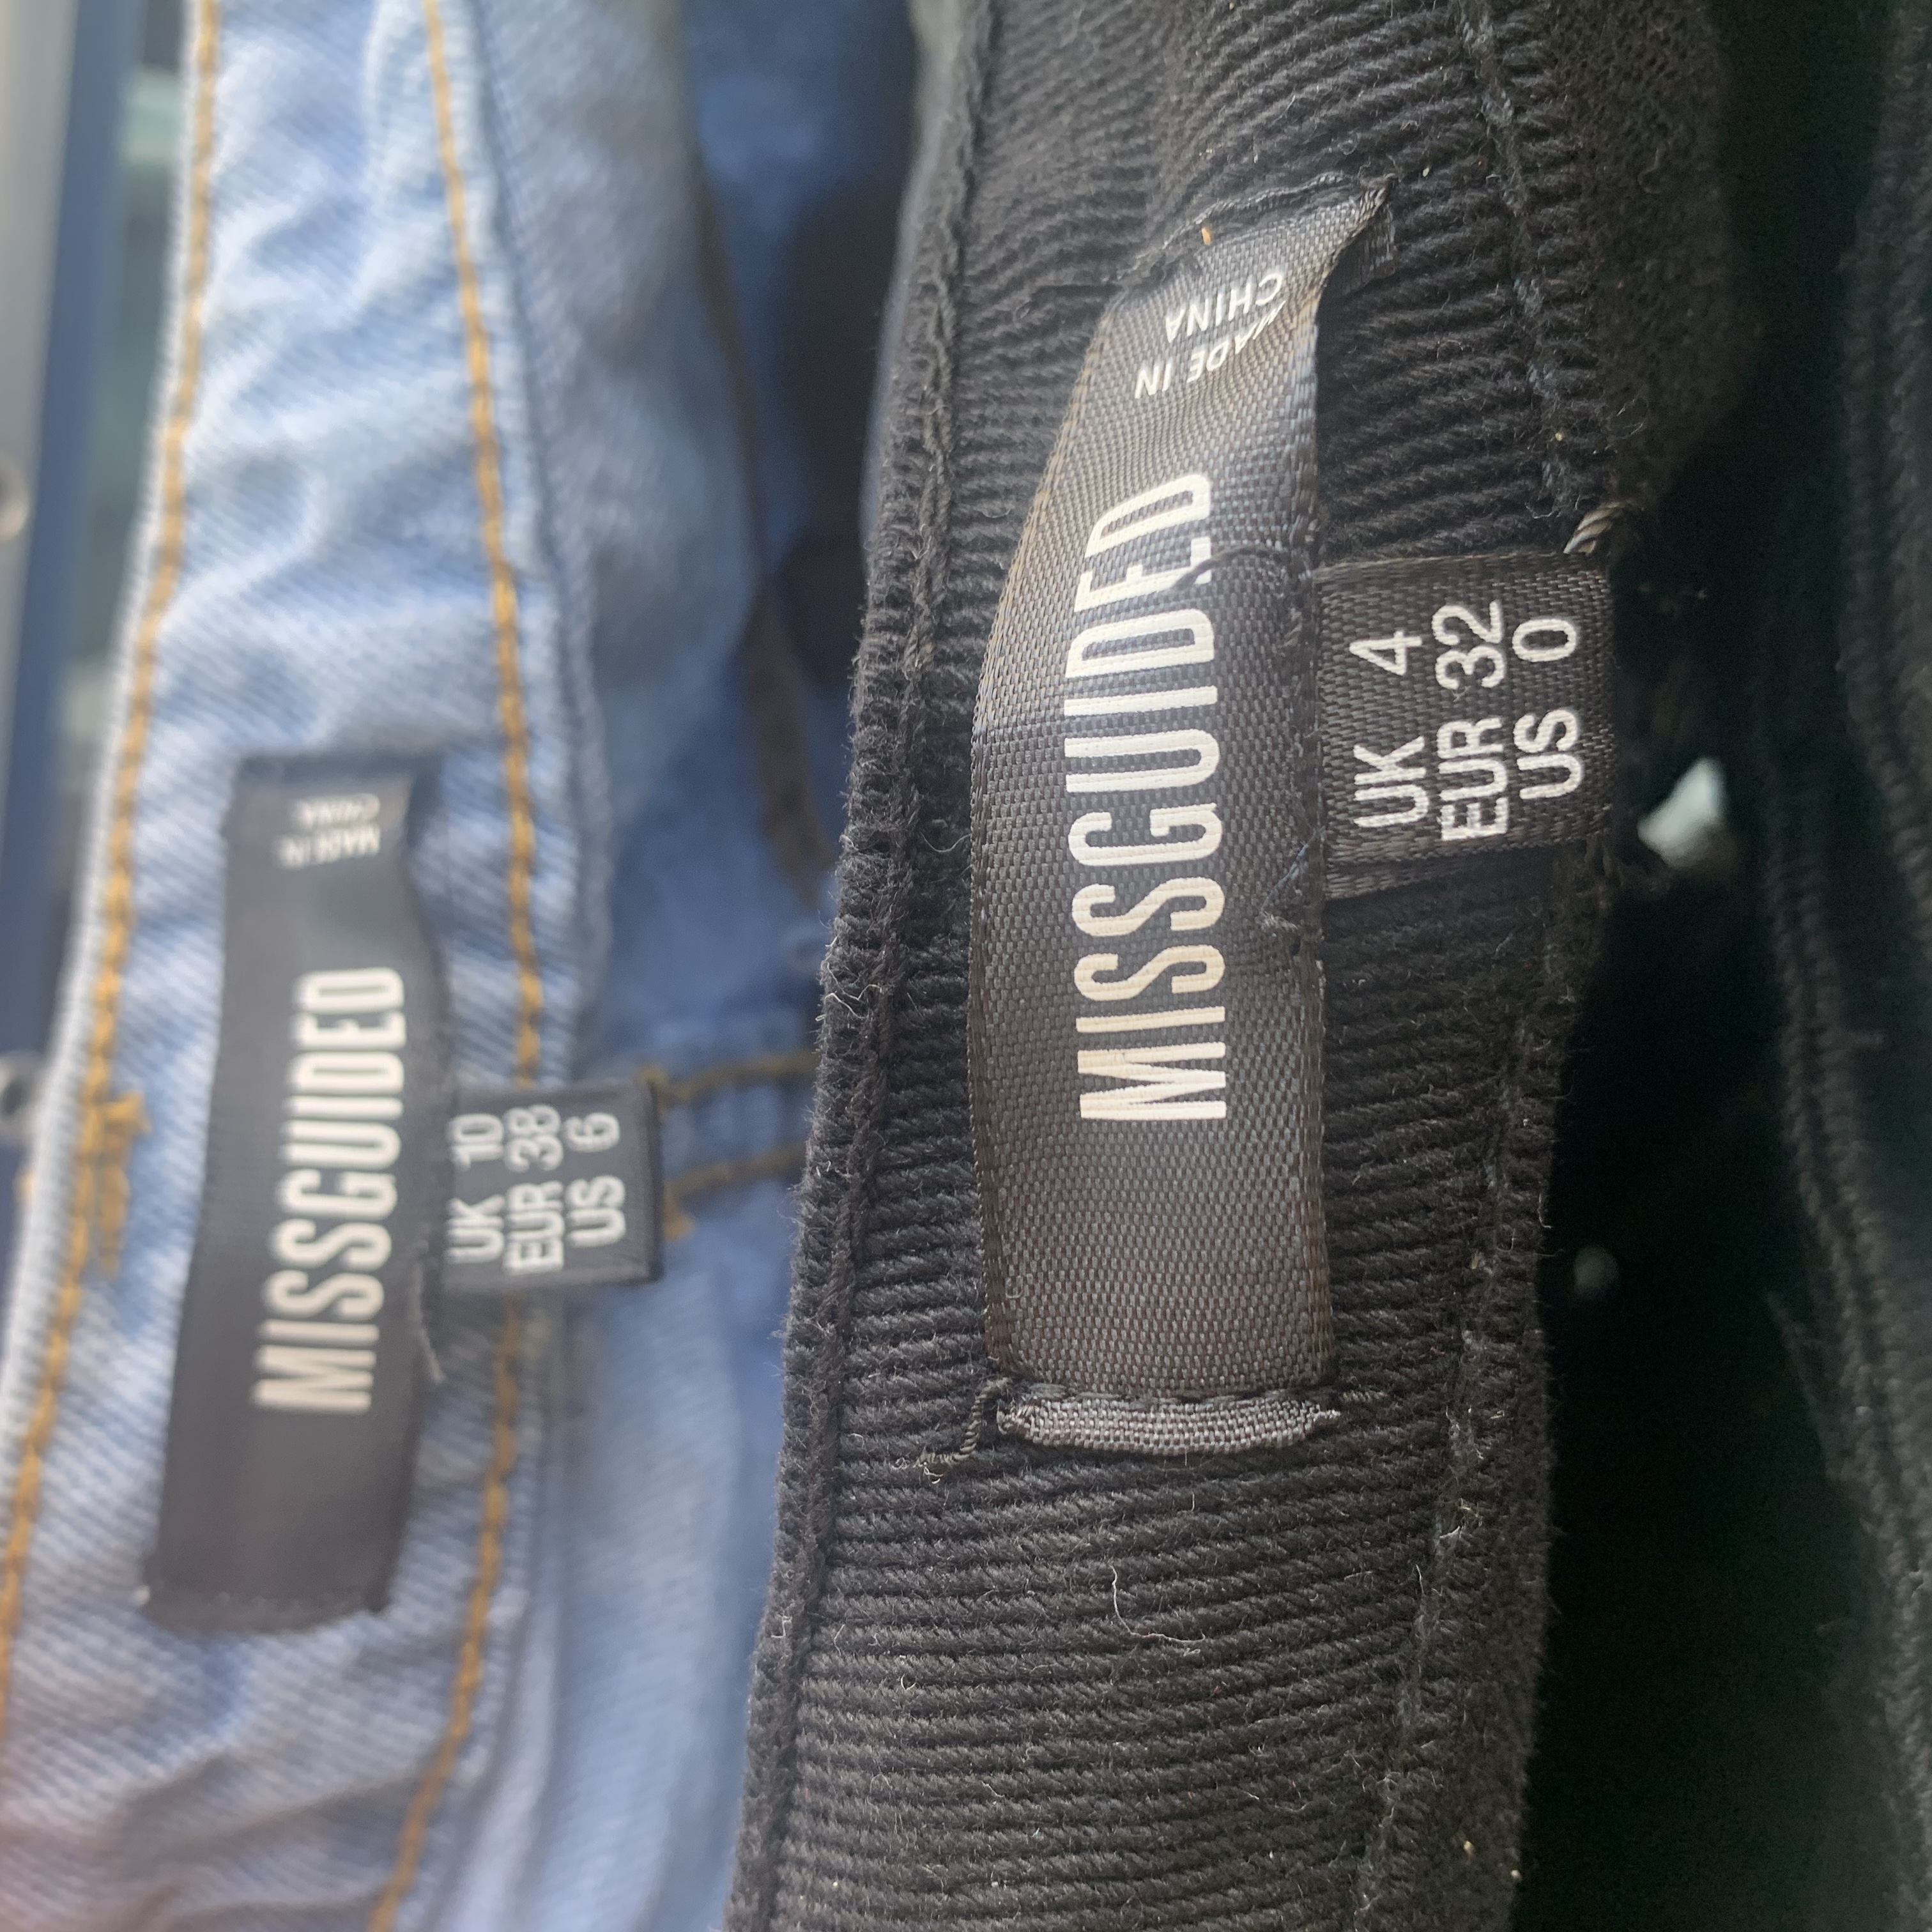 MISSGUIDED
MADE IN
CHINA
UK 10
EUR 38
US 6
MISSGUIDED
MADE IN
CHINA
UK 4
EUR 32
US 0